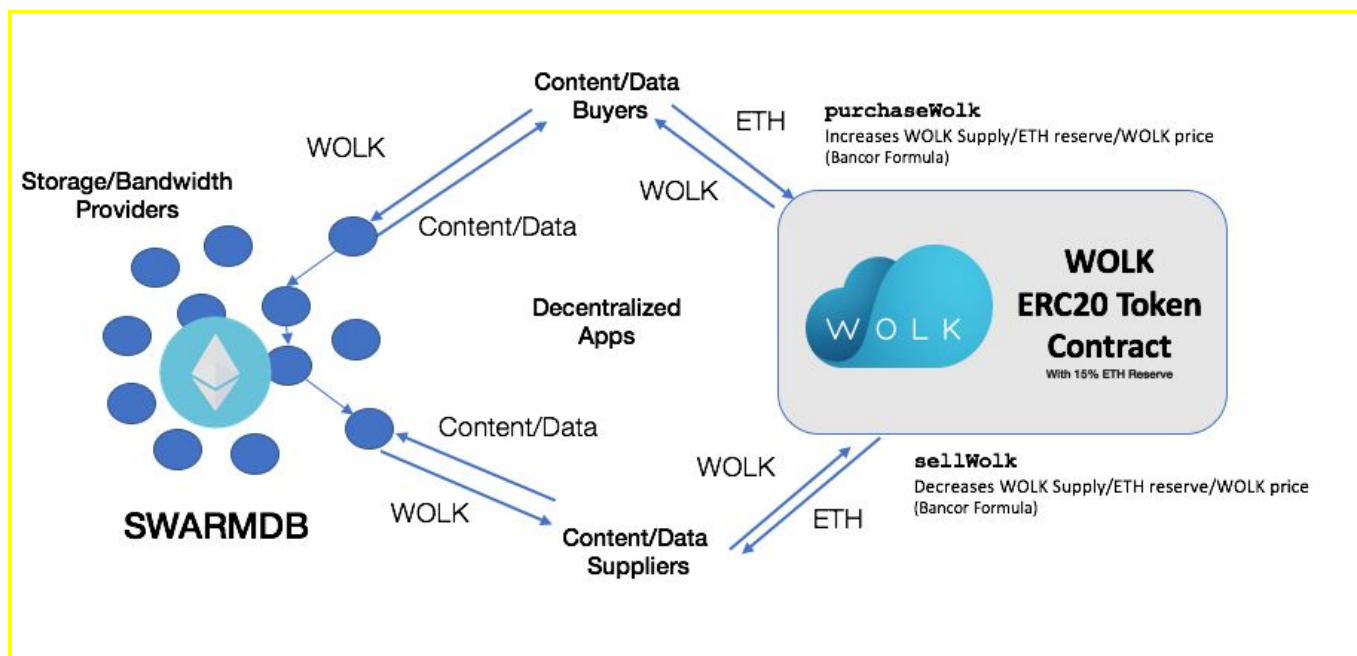 Content/Data
Buyers
ETH
purchaseWolk
Increases WOLK Supply/ETH reserve/WOLK price
(Bancor Formula)
WOLK
WOLK
Storage/Bandwidth
Providers
Content/Data
Decentralized
Apps
WOLK
WOLK
ERC20 Token
Contract
With 15% ETH Reserve
Content/Data
WOLK
sellWolk
Decreases WOLK Supply/ETH reserve/WOLK price
(Bancor Formula)
WOLK
ETH
SWARMDB
Content/Data
Suppliers